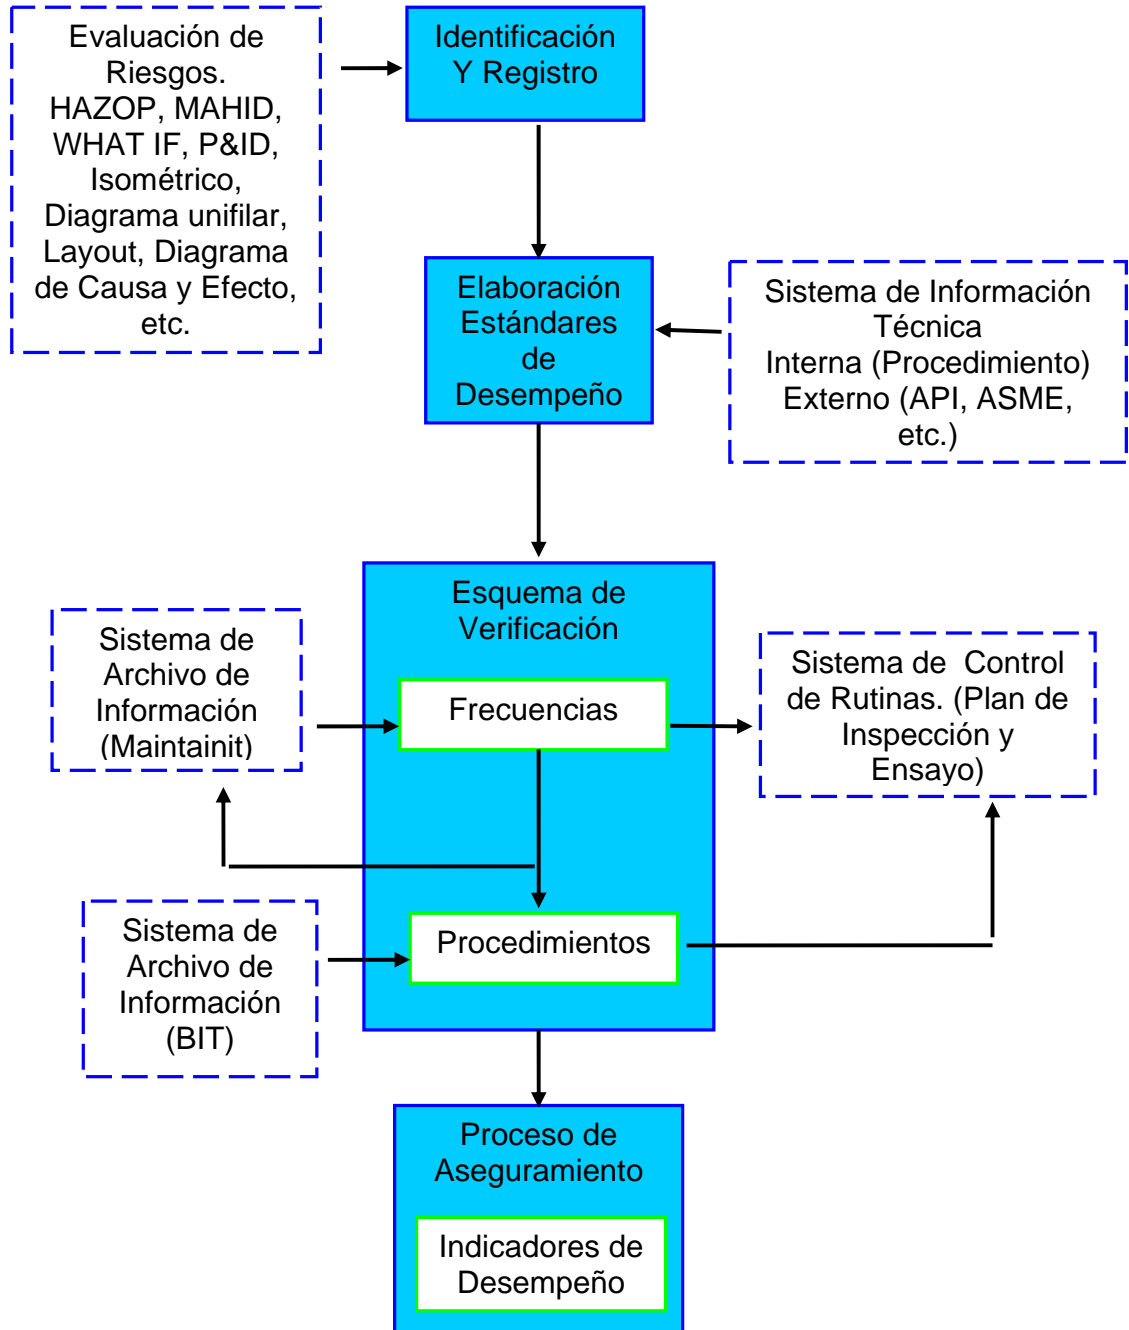 Evaluación de
Riesgos.
HAZOP, MAHID,
WHAT IF, P&ID,
Isométrico,
Diagrama unifilar,
Layout, Diagrama
de Causa y Efecto,
etc.
Identificación
Y Registro
Elaboración
Estándares
de
Desempeño
Sistema de Información
Técnica
Interna (Procedimiento)
Externo (API, ASME,
etc.)
Esquema de
Verificación
Sistema de
Archivo de
Información
(Maintainit)
Frecuencias
Sistema de  Control
de Rutinas. (Plan de
Inspección y
Ensayo)
Sistema de
Archivo de
Información
(BIT)
Procedimientos
Proceso de
Aseguramiento
Indicadores de
Desempeño